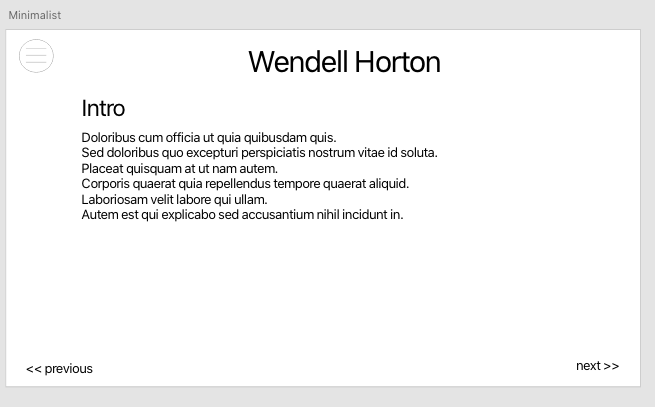 Minimalist
Wendell Horton
Intro
Doloribus cum officia ut quia quibusdam quis.
Sed doloribus quo excepturi perspiciatis nostrum vitae id soluta.
Placeat quisquam at ut nam autem.
Corporis quaerat quia repellendus tempore quaerat aliquid.
Laboriosam velit labore qui ullam.
Autem est qui explicabo sed accusantium nihil incidunt in.
<< previous
next >>